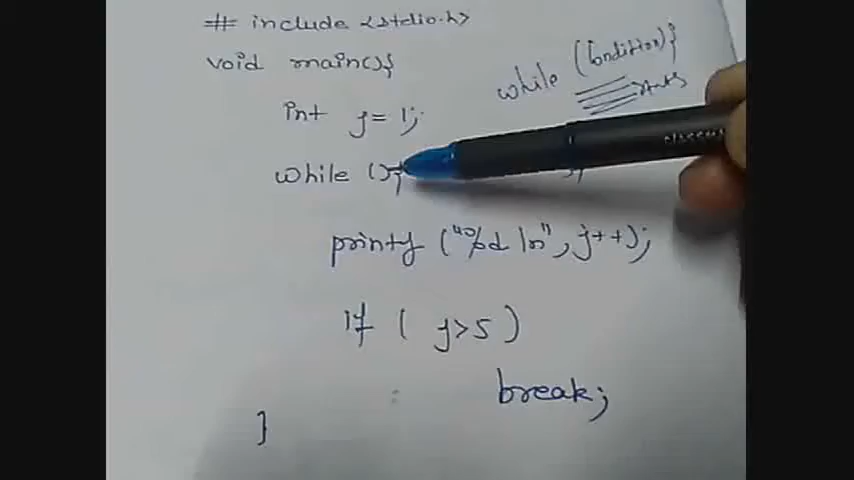 # include <stdio.h>
void main(){
int j = 1;
while (){
printf ("%d \n", j++);
if ( j>5 )
break;
}
while (Condition){